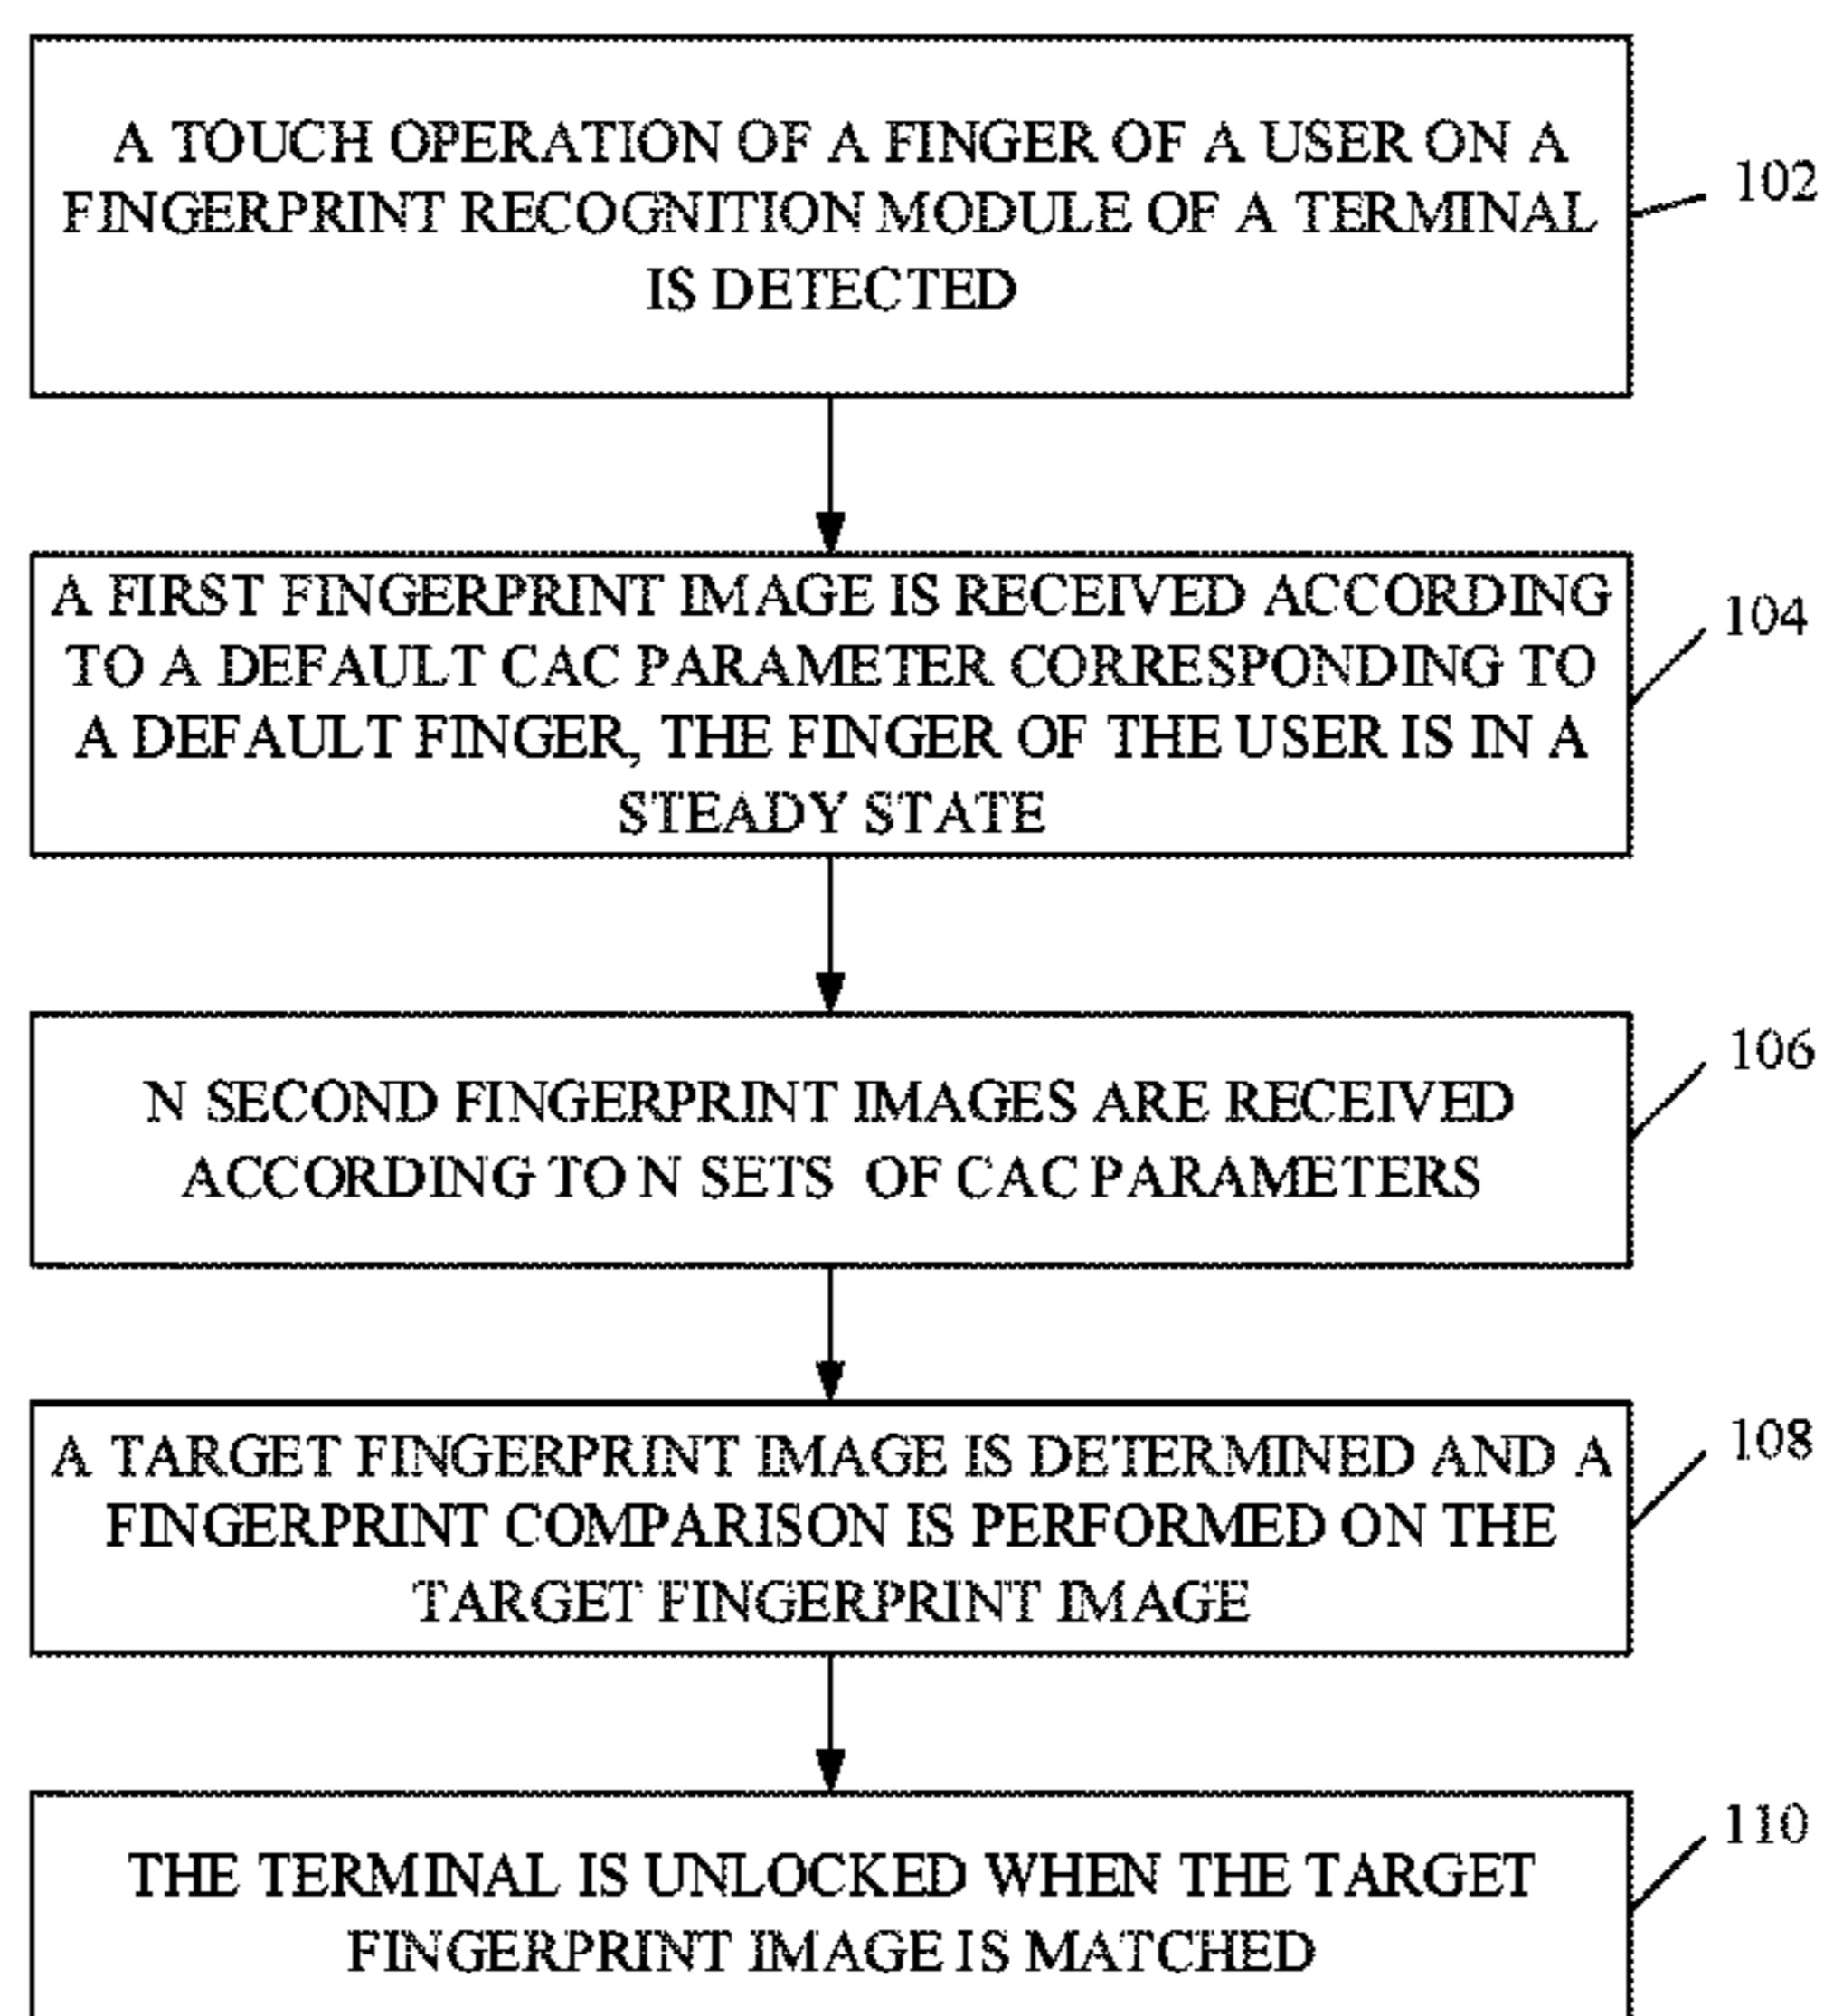 A TOUCH OPERATION OF A FINGER OF A USER ON A
FINGERPRINT RECOGNITION MODULE OF A TERMINAL
IS DETECTED
102
A FIRST FINGERPRINT IMAGE IS RECEIVED ACCORDING
TO A DEFAULT CAC PARAMETER CORRESPONDING TO
A DEFAULT FINGER, THE FINGER OF THE USER IS IN A
STEADY STATE
104
N SECOND FINGERPRINT IMAGES ARE RECEIVED
ACCORDING TO N SETS OF CAC PARAMETERS
106
A TARGET FINGERPRINT IMAGE IS DETERMINED AND A
FINGERPRINT COMPARISON IS PERFORMED ON THE
TARGET FINGERPRINT IMAGE
108
THE TERMINAL IS UNLOCKED WHEN THE TARGET
FINGERPRINT IMAGE IS MATCHED
110